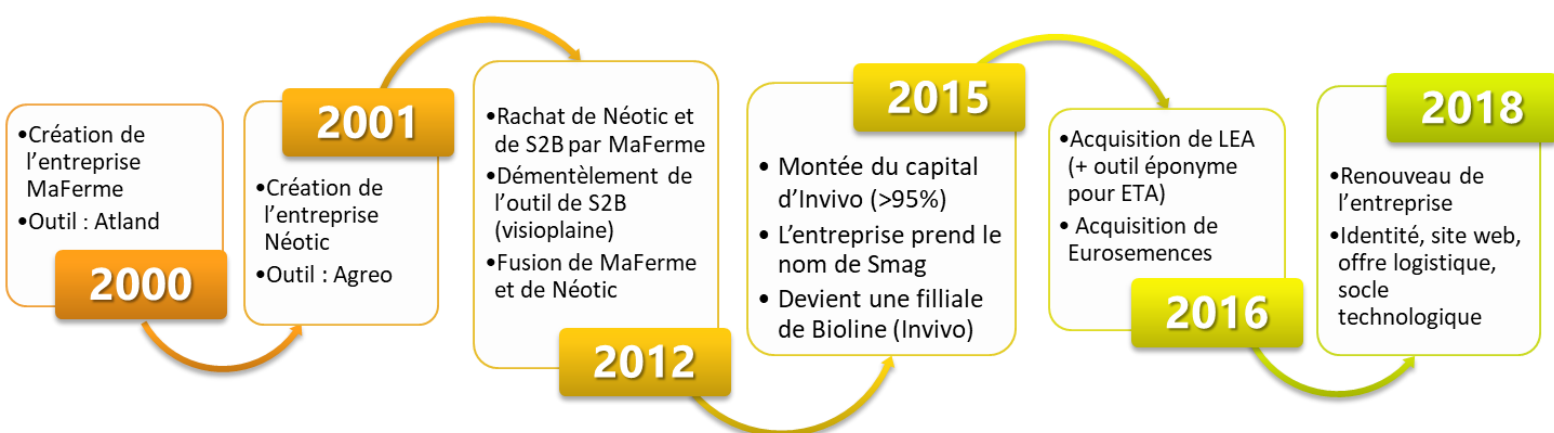 •Création de
l’entreprise
MaFerme
•Outil : Atland
2000
2001
•Création de
l’entreprise
Néotic
•Outil : Agreo
•Rachat de Néotic et
de S2B par MaFerme
•Démentèlement de
l’outil de S2B
(visioplaine)
•Fusion de MaFerme
et de Néotic
2012
2015
• Montée du capital
d’Invivo (>95%)
• L’entreprise prend le
nom de Smag
• Devient une filliale
de Bioline (Invivo)
•Acquisition de LEA
(+ outil éponyme
pour ETA)
• Acquisition de
Eurosemences
2016
2018
•Renouveau de
l’entreprise
•Identité, site web,
offre logistique,
socle
technologique